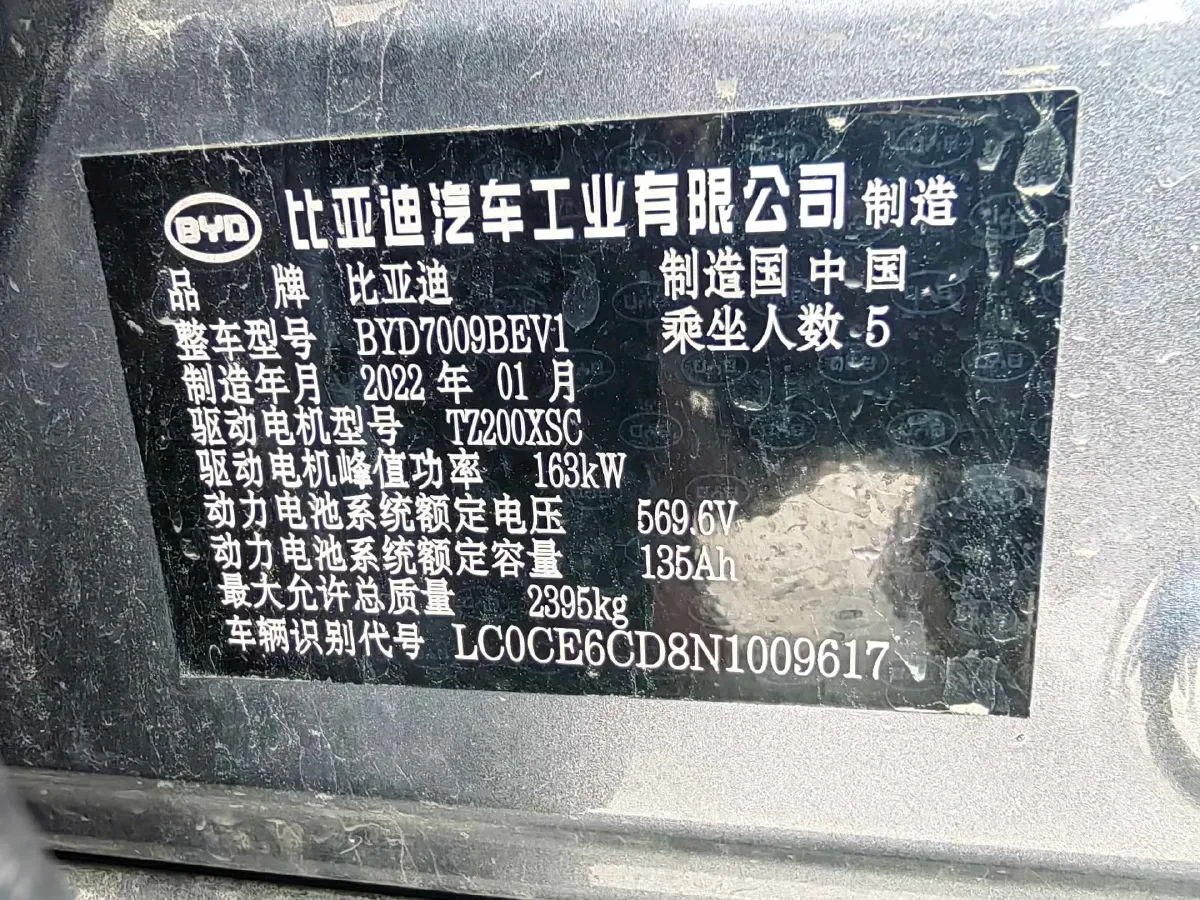 BYD 比亚迪汽车工业有限公司 制造
品 牌 比亚迪 制造国 中国
整车型号 BYD7009BEV1 乘坐人数 5
制造年月 2022 年 01 月
驱动电机型号 TZ200XSC
驱动电机峰值功率 163kW
动力电池系统额定电压 569.6V
动力电池系统额定容量 135Ah
最大允许总质量 2395kg
车辆识别代号 LC0CE6CD8N1009617